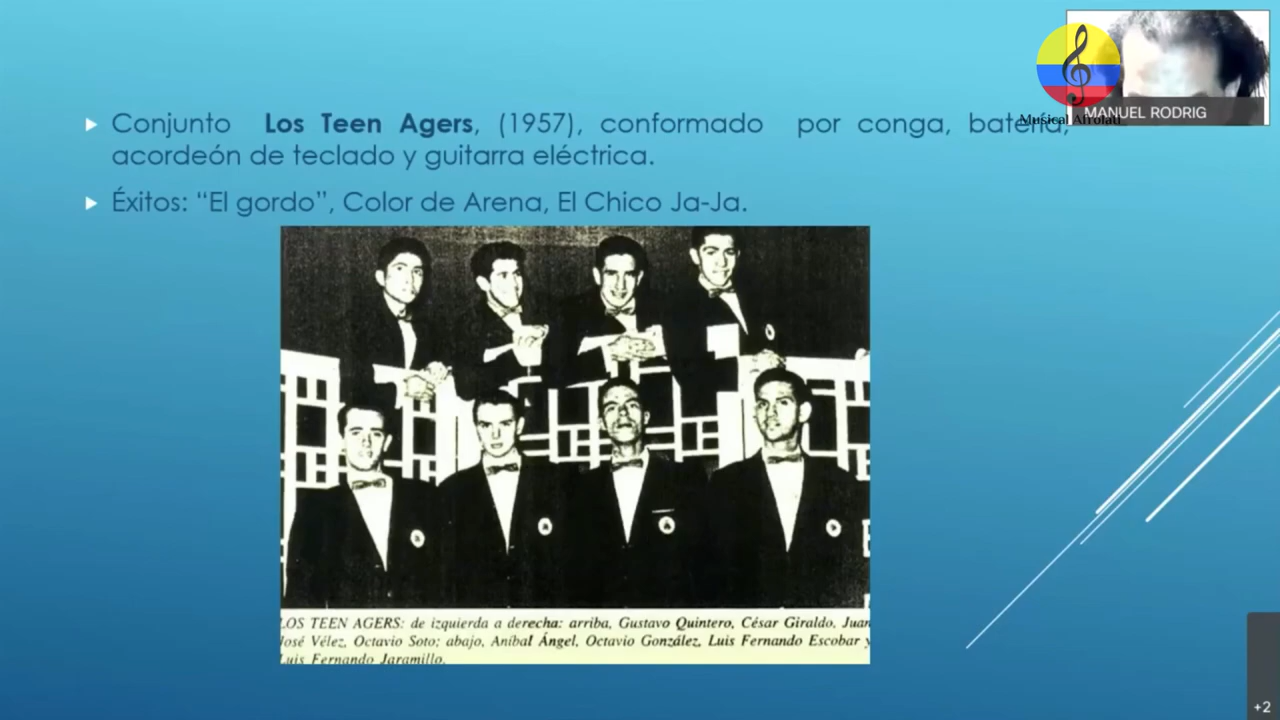 Conjunto Los Teen Agers, (1957), conformado por conga, batería,
acordeón de teclado y guitarra eléctrica.
Éxitos: “El gordo”, Color de Arena, El Chico Ja-Ja.
MANUEL RODRIG
Musical Afrolati
LOS TEEN AGERS: de izquierda a derecha: arriba, Gustavo Quintero, César Giraldo, Juan
José Vélez, Octavio Soto; abajo, Aníbal Ángel, Octavio González, Luis Fernando Escobar y
Luis Fernando Jaramillo.
+2